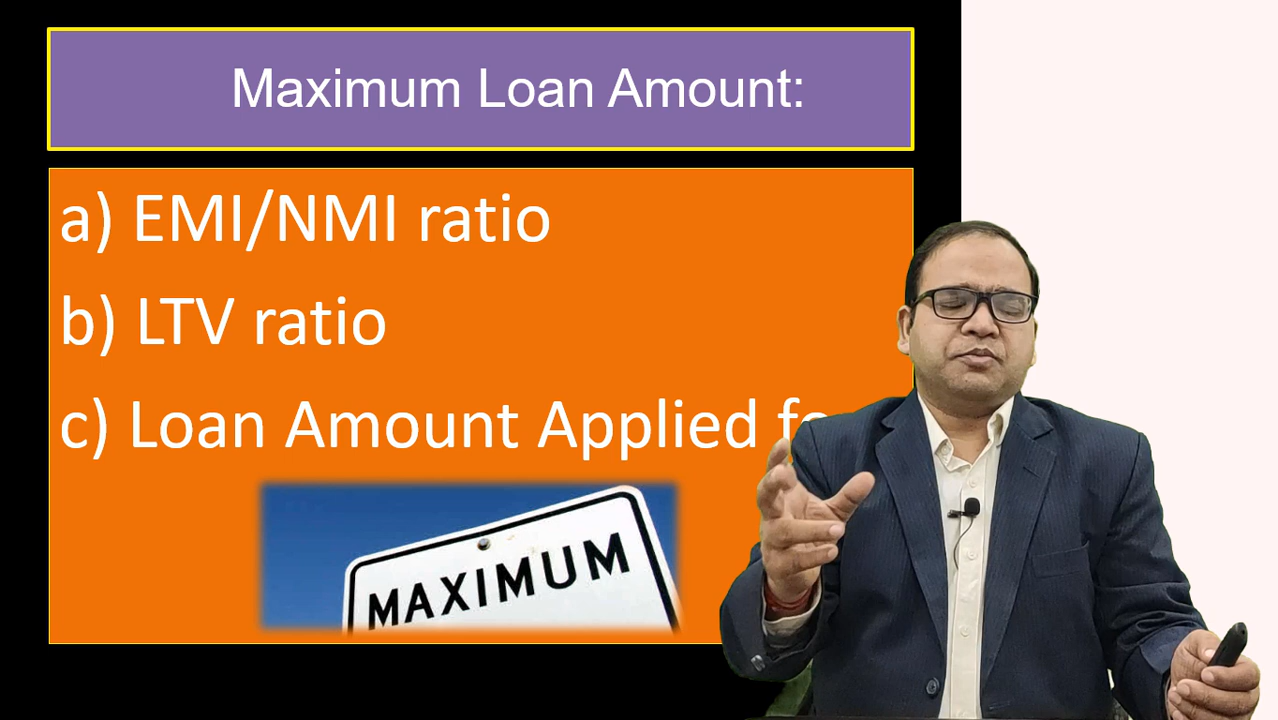 Maximum Loan Amount:
a) EMI/NMI ratio
b) LTV ratio
c) Loan Amount Applied
MAXIMUM